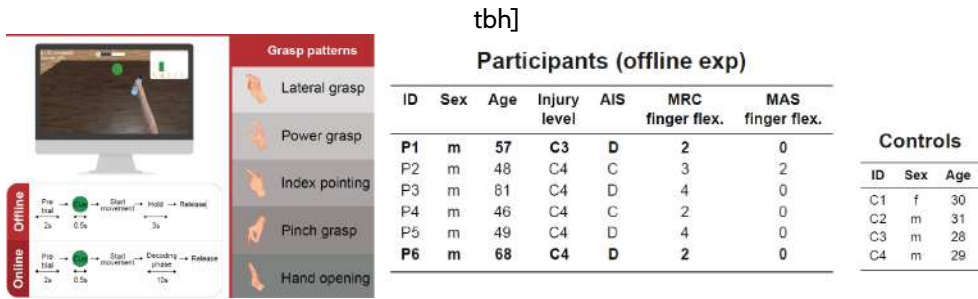 tbh]
Grasp patterns
Lateral grasp
Power grasp
Index pointing
Pinch grasp
Hand opening
Offline
Pre trial → Cue → Start movement → Hold → Release
2s 0.5s 3s
Online
Pre trial → Cue → Start movement → Decoding phase → Release
2s 0.5s 10s
Participants (offline exp)
ID Sex Age Injury level AIS MRC finger flex. MAS finger flex.
P1 m 57 C3 D 2 0
P2 m 48 C4 C 3 2
P3 m 81 C4 D 4 0
P4 m 46 C4 C 2 0
P5 m 49 C4 D 4 0
P6 m 68 C4 D 2 0
Controls
ID Sex Age
C1 f 30
C2 m 31
C3 m 28
C4 m 29